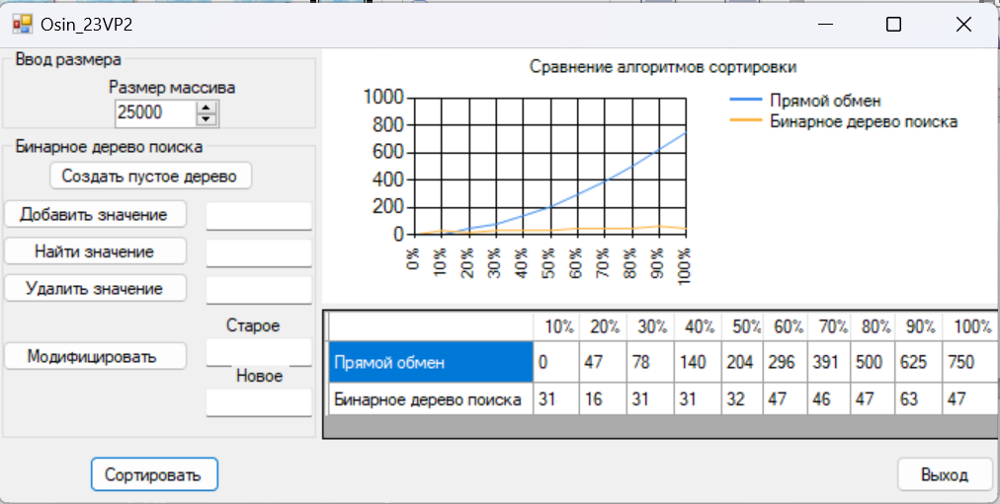 Osin_23VP2
Ввод размера
Размер массива
25000
Бинарное дерево поиска
Создать пустое дерево
Добавить значение
Найти значение
Удалить значение
Старое
Модифицировать
Новое
Сортировать
Сравнение алгоритмов сортировки
1000
800
600
400
200
0
0% 10% 20% 30% 40% 50% 60% 70% 80% 90% 100%
Прямой обмен
Бинарное дерево поиска
10% 20% 30% 40% 50% 60% 70% 80% 90% 100%
Прямой обмен 0 47 78 140 204 296 391 500 625 750
Бинарное дерево поиска 31 16 31 31 32 47 46 47 63 47
Выход